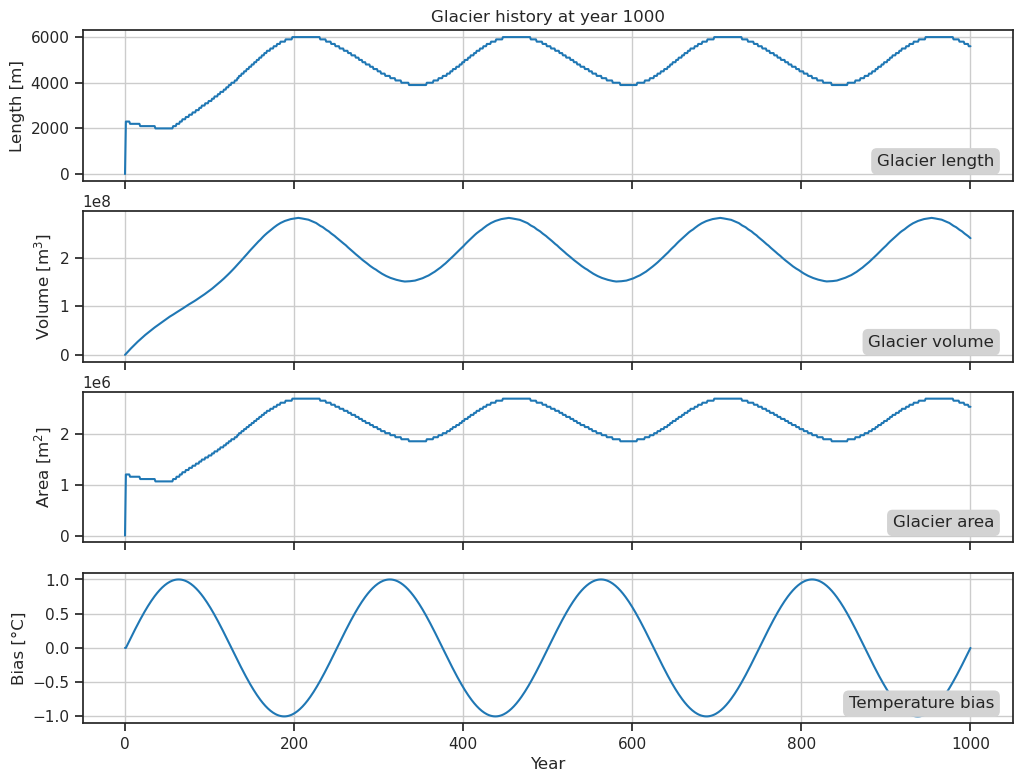 Glacier history at year 1000
6000
4000
2000
0
Length [m]
Glacier length
1e8
2
1
0
Volume [m³]
Glacier volume
1e6
2
1
0
Area [m²]
Glacier area
1.0
0.5
0.0
−0.5
−1.0
Bias [°C]
Temperature bias
0 200 400 600 800 1000
Year